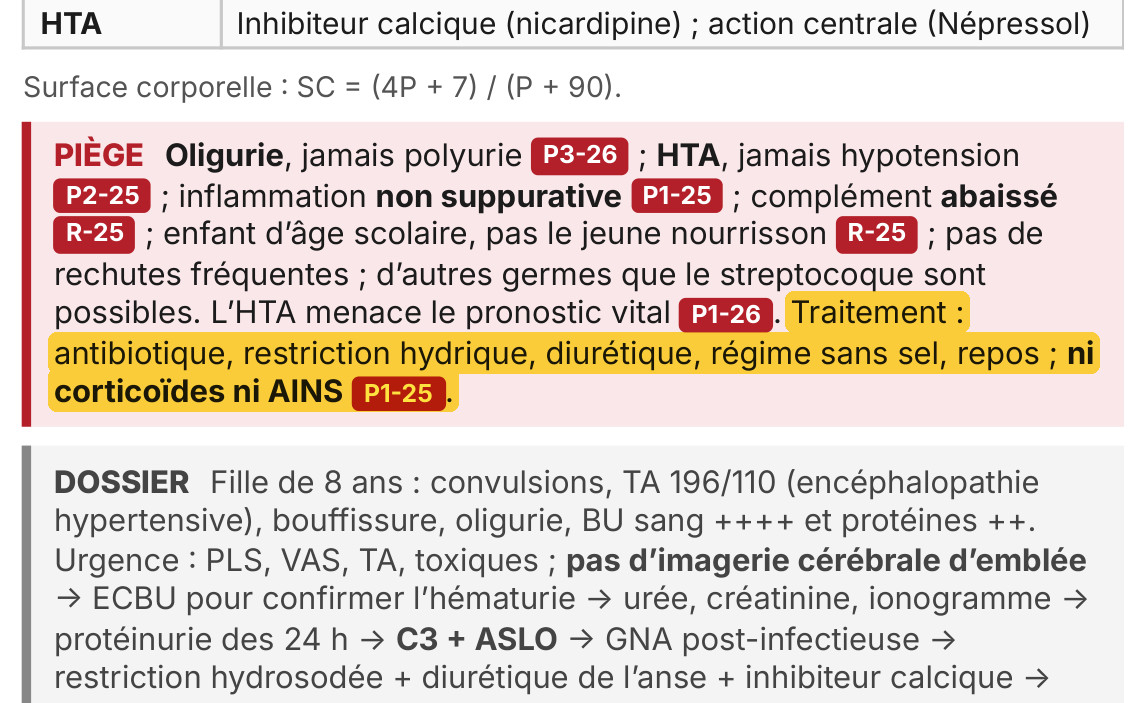 HTA Inhibiteur calcique (nicardipine) ; action centrale (Népressol)
Surface corporelle : SC = (4P + 7) / (P + 90).
PIÈGE Oligurie, jamais polyurie P3-26 ; HTA, jamais hypotension
P2-25 ; inflammation non suppurative P1-25 ; complément abaissé
R-25 ; enfant d’âge scolaire, pas le jeune nourrisson R-25 ; pas de
rechutes fréquentes ; d’autres germes que le streptocoque sont
possibles. L’HTA menace le pronostic vital P1-26. Traitement :
antibiotique, restriction hydrique, diurétique, régime sans sel, repos ; ni
corticoïdes ni AINS P1-25.
DOSSIER Fille de 8 ans : convulsions, TA 196/110 (encéphalopathie
hypertensive), bouffissure, oligurie, BU sang ++++ et protéines ++.
Urgence : PLS, VAS, TA, toxiques ; pas d’imagerie cérébrale d’emblée
→ ECBU pour confirmer l’hématurie → urée, créatinine, ionogramme →
protéinurie des 24 h → C3 + ASLO → GNA post-infectieuse →
restriction hydrosodée + diurétique de l’anse + inhibiteur calcique →